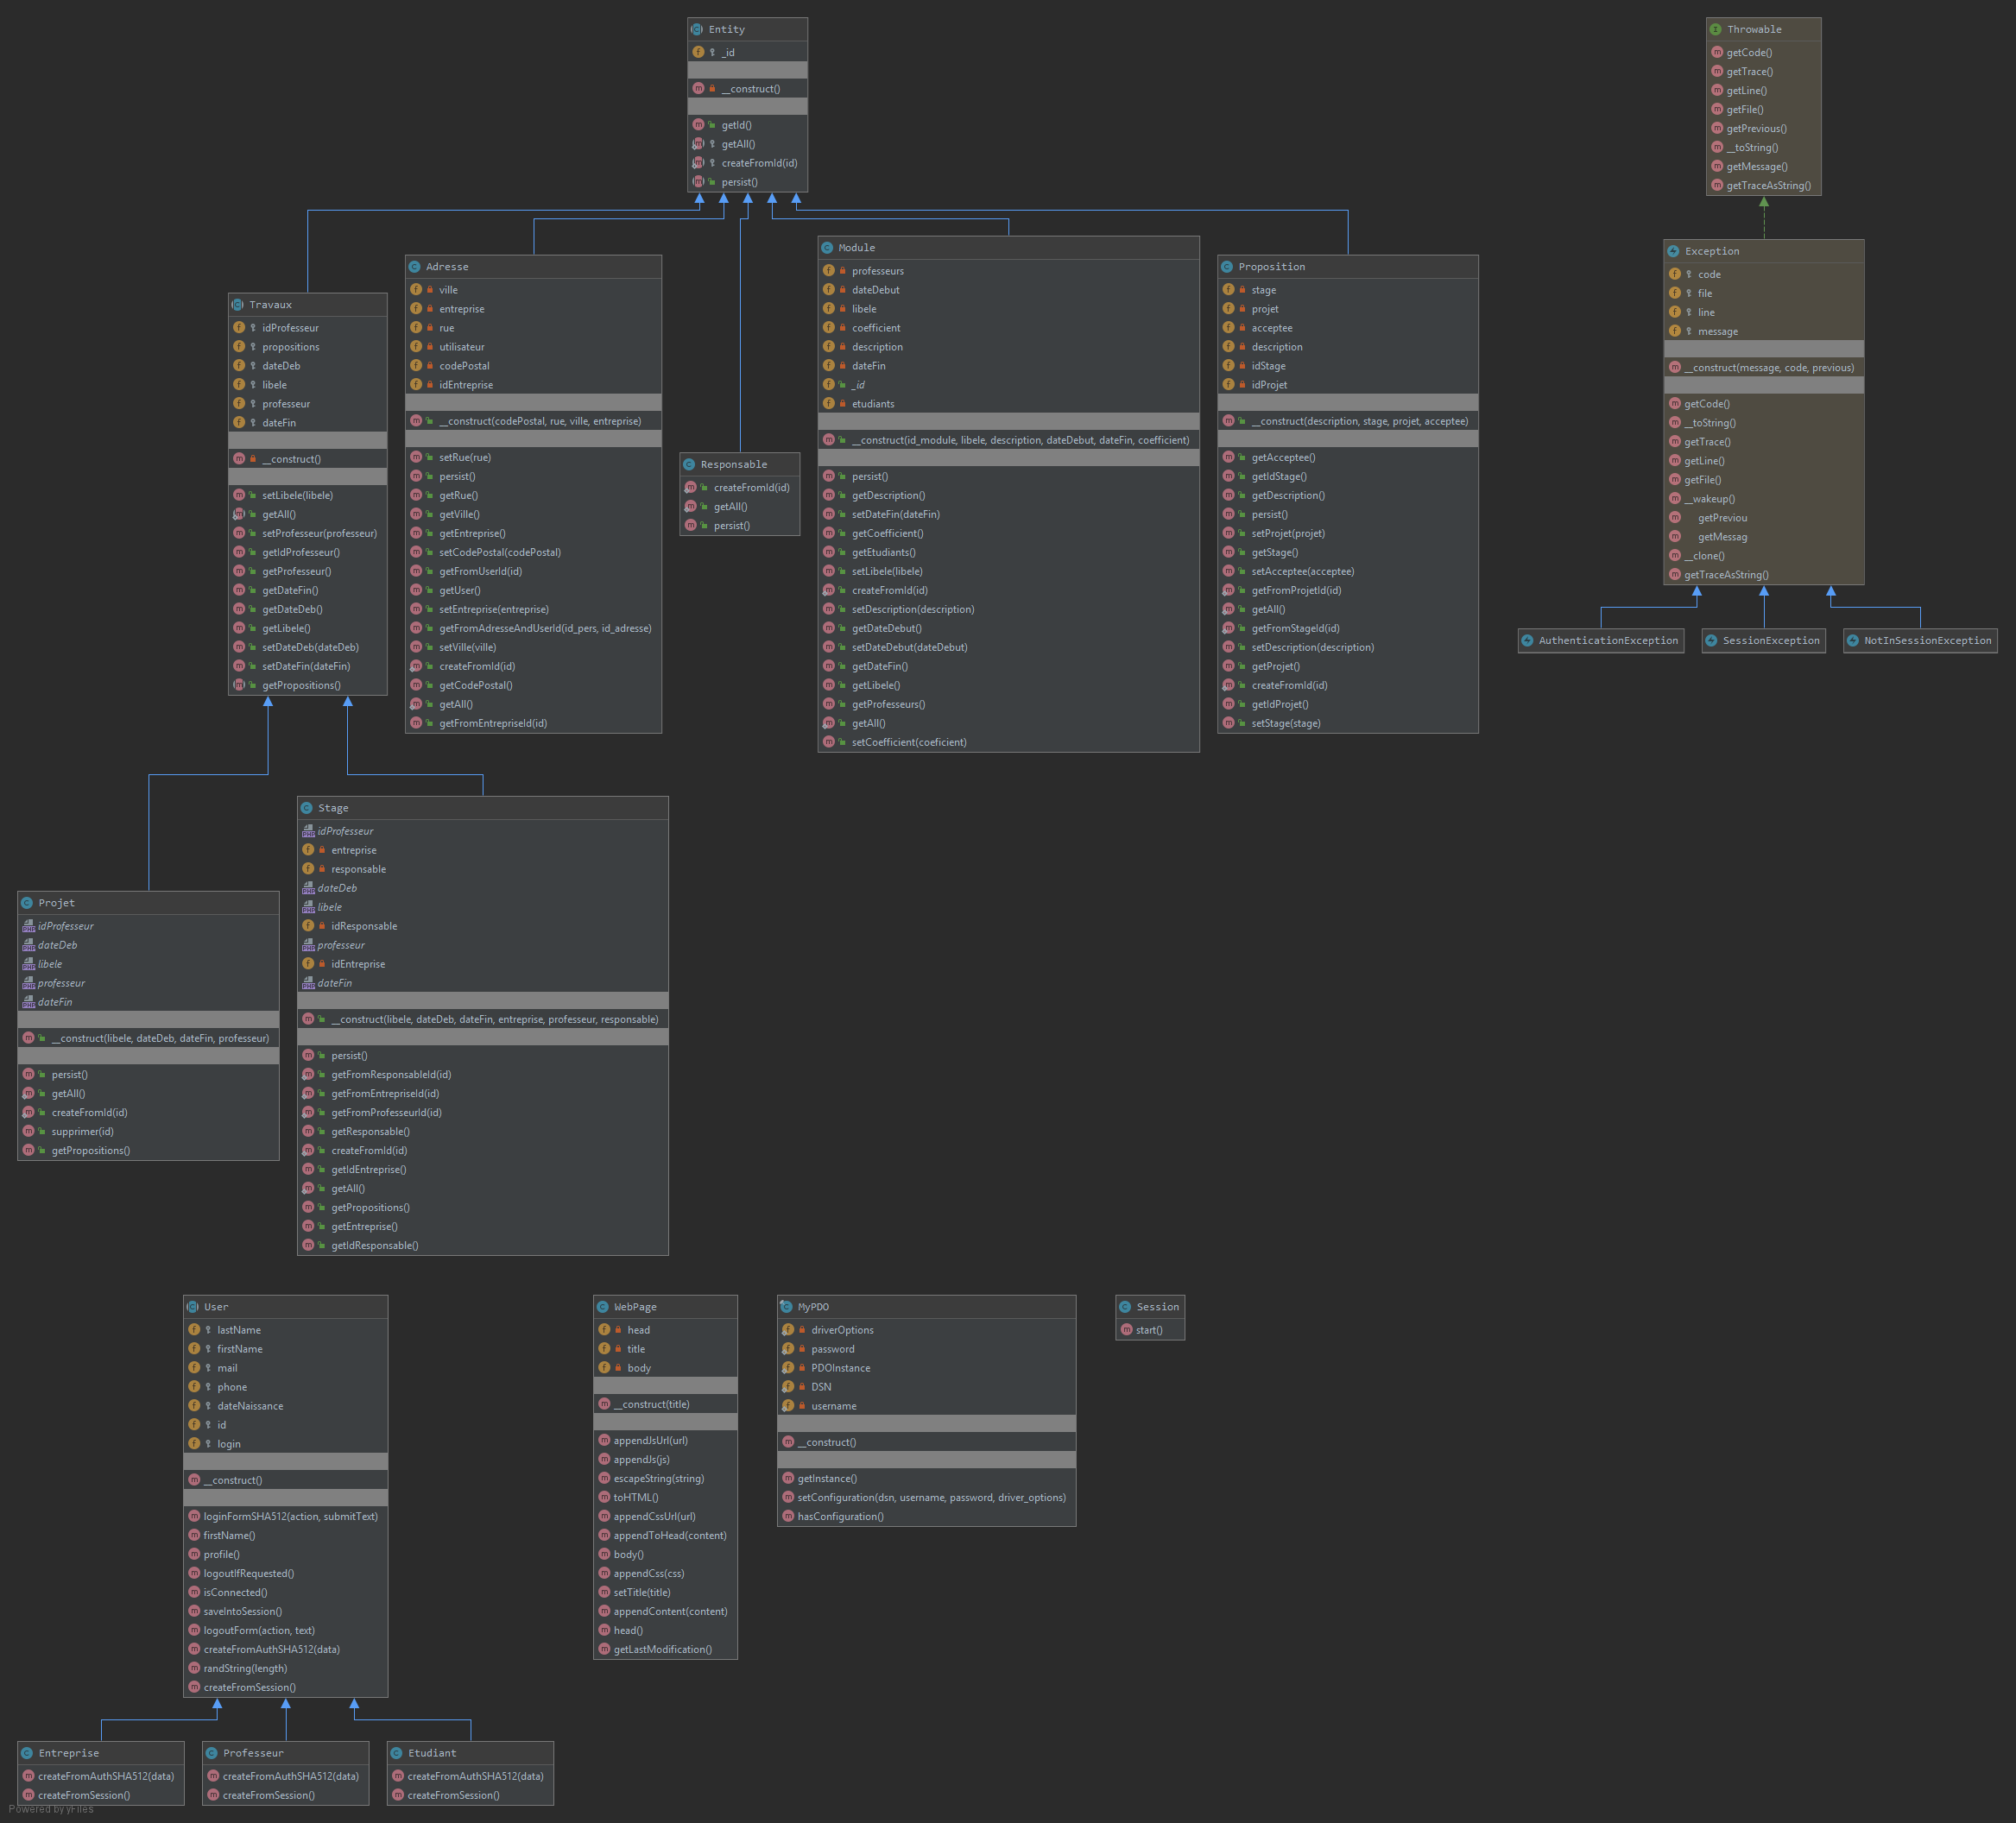 Entity
_id
__construct()
getId()
getAll()
createFromId(id)
persist()
Throwable
getCode()
getTrace()
getLine()
getFile()
getPrevious()
__toString()
getMessage()
getTraceAsString()
Travaux
idProfesseur
propositions
dateDeb
libele
professeur
dateFin
__construct()
setLibele(libele)
getAll()
setProfesseur(professeur)
getIdProfesseur()
getProfesseur()
getDateFin()
getDateDeb()
getLibele()
setDateDeb(dateDeb)
setDateFin(dateFin)
getPropositions()
Adresse
ville
entreprise
rue
utilisateur
codePostal
idEntreprise
__construct(codePostal, rue, ville, entreprise)
setRue(rue)
persist()
getRue()
getVille()
getEntreprise()
setCodePostal(codePostal)
getFromUserId(id)
getUser()
setEntreprise(entreprise)
getFromAdresseAndUserId(id_pers, id_adresse)
setVille(ville)
createFromId(id)
getCodePostal()
getAll()
getFromEntrepriseId(id)
Responsable
createFromId(id)
getAll()
persist()
Module
professeurs
dateDebut
libele
coefficient
description
dateFin
_id
etudiants
__construct(id_module, libele, description, dateDebut, dateFin, coefficient)
persist()
getDescription()
setDateFin(dateFin)
getCoefficient()
getEtudiants()
setLibele(libele)
createFromId(id)
setDescription(description)
getDateDebut()
setDateDebut(dateDebut)
getDateFin()
getLibele()
getProfesseurs()
getAll()
setCoefficient(coeficient)
Proposition
stage
projet
acceptee
description
idStage
idProjet
__construct(description, stage, projet, acceptee)
getAcceptee()
getIdStage()
getDescription()
persist()
setProjet(projet)
getStage()
setAcceptee(acceptee)
getFromProjetId(id)
getAll()
getFromStageId(id)
setDescription(description)
getProjet()
createFromId(id)
getIdProjet()
setStage(stage)
Exception
code
file
line
message
__construct(message, code, previous)
getCode()
__toString()
getTrace()
getLine()
getFile()
__wakeup()
getPreviou
getMessag
__clone()
getTraceAsString()
AuthenticationException
SessionException
NotInSessionException
Projet
idProfesseur
dateDeb
libele
professeur
dateFin
__construct(libele, dateDeb, dateFin, professeur)
persist()
getAll()
createFromId(id)
supprimer(id)
getPropositions()
Stage
idProfesseur
entreprise
responsable
dateDeb
libele
idResponsable
professeur
idEntreprise
dateFin
__construct(libele, dateDeb, dateFin, entreprise, professeur, responsable)
persist()
getFromResponsableId(id)
getFromEntrepriseId(id)
getFromProfesseurId(id)
getResponsable()
createFromId(id)
getIdEntreprise()
getAll()
getPropositions()
getEntreprise()
getIdResponsable()
User
lastName
firstName
mail
phone
dateNaissance
id
login
__construct()
loginFormSHA512(action, submitText)
firstName()
profile()
logoutIfRequested()
isConnected()
saveIntoSession()
logoutForm(action, text)
createFromAuthSHA512(data)
randString(length)
createFromSession()
WebPage
head
title
body
__construct(title)
appendJsUrl(url)
appendJs(js)
escapeString(string)
toHTML()
appendCssUrl(url)
appendToHead(content)
body()
appendCss(css)
setTitle(title)
appendContent(content)
head()
getLastModification()
MyPDO
driverOptions
password
PDOInstance
DSN
username
__construct()
getInstance()
setConfiguration(dsn, username, password, driver_options)
hasConfiguration()
Session
start()
Entreprise
createFromAuthSHA512(data)
createFromSession()
Professeur
createFromAuthSHA512(data)
createFromSession()
Etudiant
createFromAuthSHA512(data)
createFromSession()
Powered by yFiles